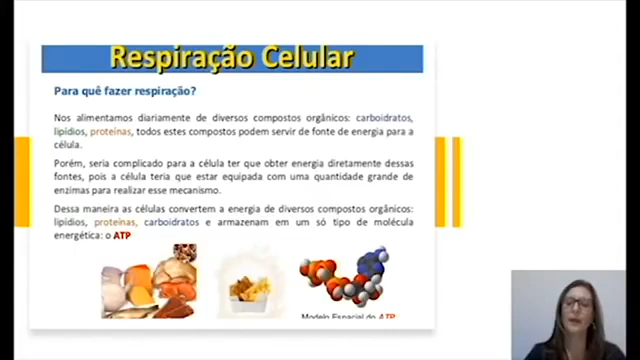 Respiração Celular
Para quê fazer respiração?
Nos alimentamos diariamente de diversos compostos orgânicos: carboidratos,
lipídios, proteínas, todos estes compostos podem servir de fonte de energia para a
célula.
Porém, seria complicado para a célula ter que obter energia diretamente dessas
fontes, pois a célula teria que estar equipada com uma quantidade grande de
enzimas para realizar esse mecanismo.
Dessa maneira as células convertem a energia de diversos compostos orgânicos:
lipídios, proteínas, carboidratos e armazenam em um só tipo de molécula
energética: o ATP
Modelo Espacial do ATP